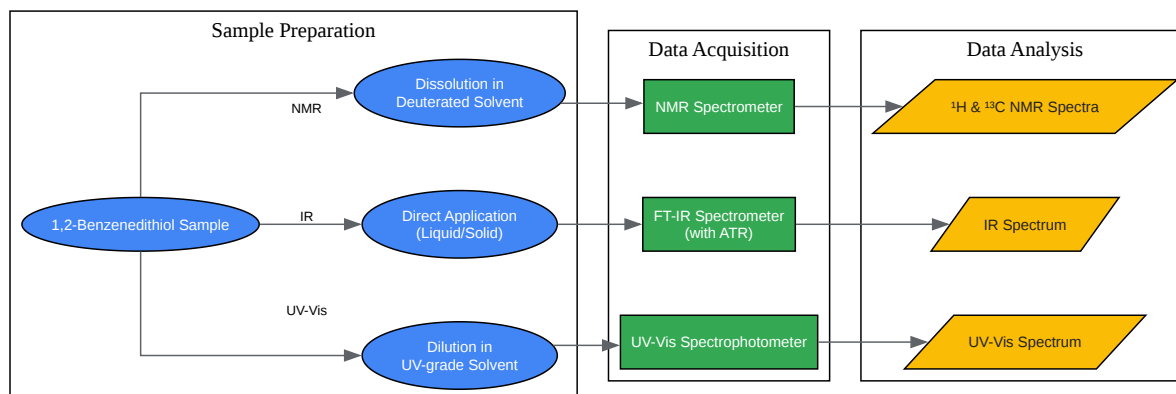 Sample Preparation
Data Acquisition
Data Analysis
Dissolution in
Deuterated Solvent
NMR
NMR Spectrometer
¹H & ¹³C NMR Spectra
1,2-Benzenedithiol Sample
IR
Direct Application
(Liquid/Solid)
FT-IR Spectrometer
(with ATR)
IR Spectrum
UV-Vis
Dilution in
UV-grade Solvent
UV-Vis Spectrophotometer
UV-Vis Spectrum